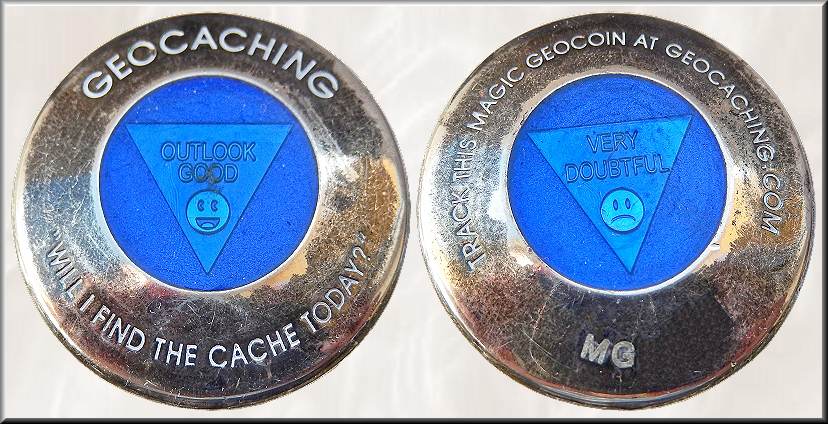 GEOCACHING
OUTLOOK
GOOD
"WILL I FIND THE CACHE TODAY?"
TRACK THIS MAGIC GEOCOIN AT GEOCACHING.COM
VERY
DOUBTFUL
MG